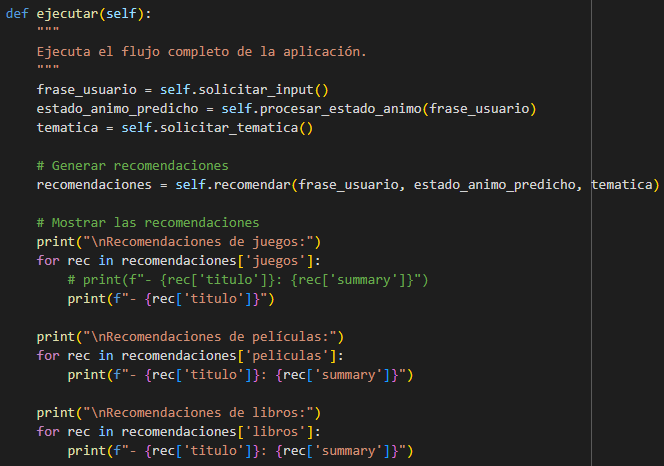 def ejecutar(self):
    """
    Ejecuta el flujo completo de la aplicación.
    """
    frase_usuario = self.solicitar_input()
    estado_animo_predicho = self.procesar_estado_animo(frase_usuario)
    tematica = self.solicitar_tematica()

    # Generar recomendaciones
    recomendaciones = self.recomendar(frase_usuario, estado_animo_predicho, tematica)

    # Mostrar las recomendaciones
    print("\nRecomendaciones de juegos:")
    for rec in recomendaciones['juegos']:
        # print(f"- {rec['titulo']}: {rec['summary']}")
        print(f"- {rec['titulo']}")

    print("\nRecomendaciones de películas:")
    for rec in recomendaciones['peliculas']:
        print(f"- {rec['titulo']}: {rec['summary']}")

    print("\nRecomendaciones de libros:")
    for rec in recomendaciones['libros']:
        print(f"- {rec['titulo']}: {rec['summary']}")